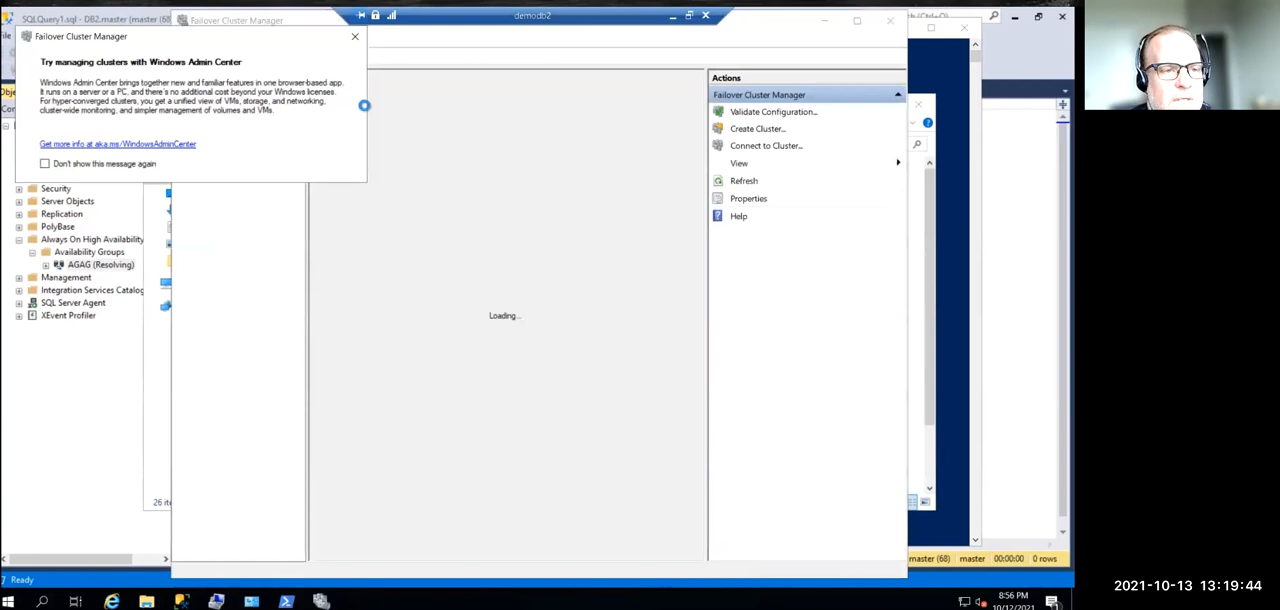 SQLQuery1.sql - DB2.master (master (68
Failover Cluster Manager
demodb2
Failover Cluster Manager
Try managing clusters with Windows Admin Center
Windows Admin Center brings together new and familiar features in one browser-based app.
It runs on a server or a PC, and there's no additional cost beyond your Windows licenses.
For hyper-converged clusters, you get a unified view of VMs, storage, and networking,
cluster-wide monitoring, and simpler management of volumes and VMs.
Get more info at aka.ms/WindowsAdminCenter
Don't show this message again
Security
Server Objects
Replication
PolyBase
Always On High Availability
Availability Groups
AGAG (Resolving)
Management
Integration Services Catalog
SQL Server Agent
XEvent Profiler
26 ite
Loading...
Actions
Failover Cluster Manager
Validate Configuration...
Create Cluster...
Connect to Cluster...
View
Refresh
Properties
Help
master (68) master 00:00:00 0 rows
Ready
8:56 PM
10/12/2021
2021-10-13 13:19:44